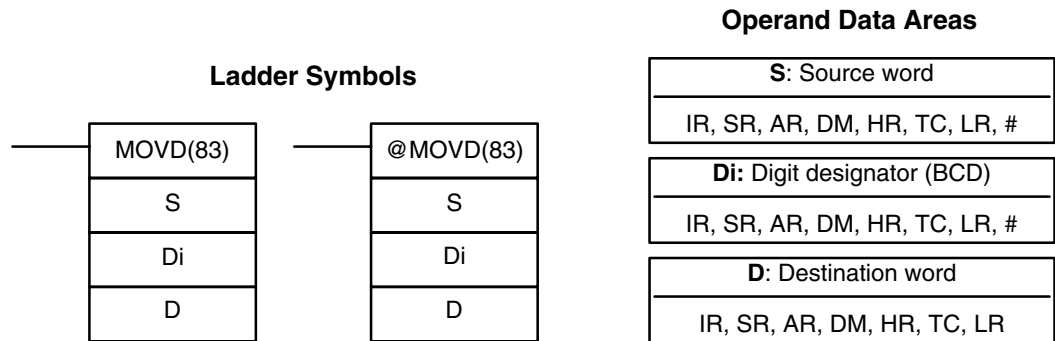 Ladder Symbols
MOVD(83)
S
Di
D
@MOVD(83)
S
Di
D
Operand Data Areas
S: Source word
IR, SR, AR, DM, HR, TC, LR, #
Di: Digit designator (BCD)
IR, SR, AR, DM, HR, TC, LR, #
D: Destination word
IR, SR, AR, DM, HR, TC, LR